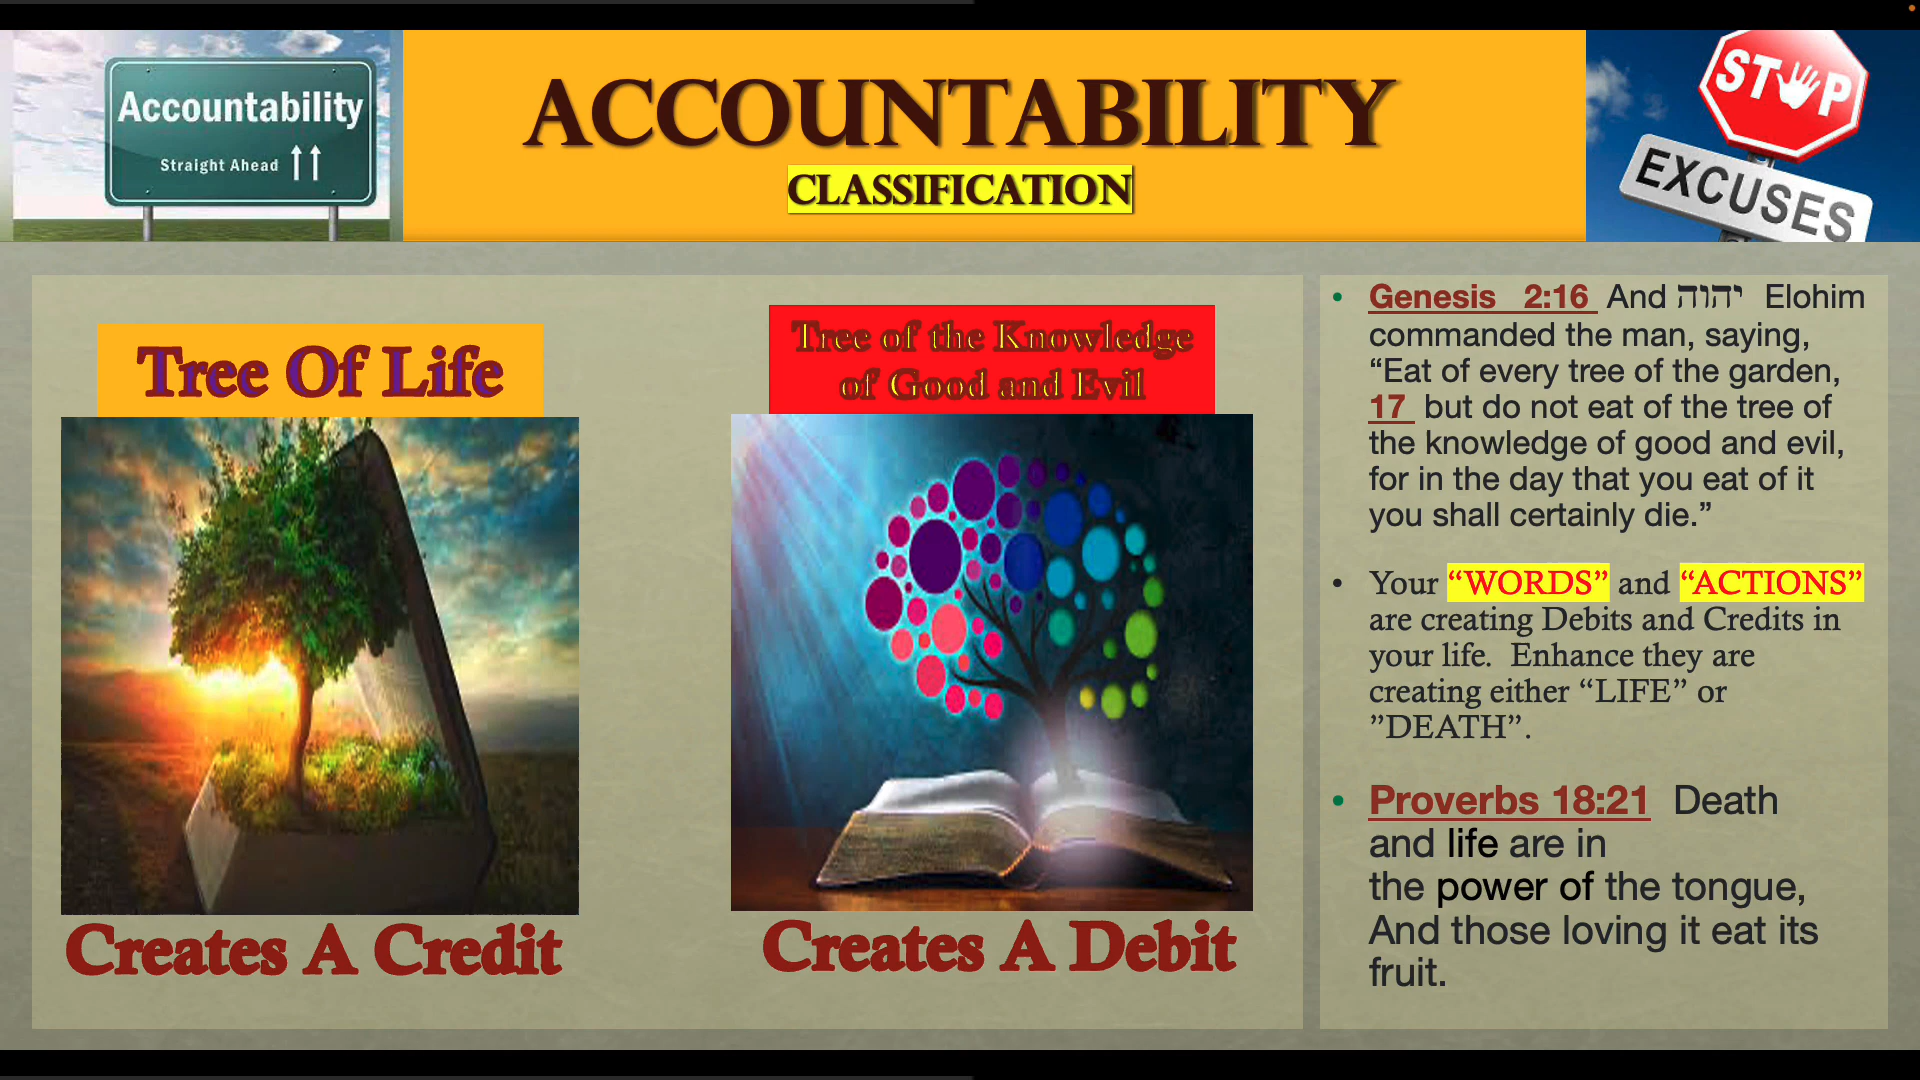 Accountability
Straight Ahead
ACCOUNTABILITY
CLASSIFICATION
STOP
EXCUSES
Tree Of Life
Creates A Credit
Tree of the Knowledge
of Good and Evil
Creates A Debit
• Genesis 2:16 And יהוה Elohim
commanded the man, saying,
“Eat of every tree of the garden,
17 but do not eat of the tree of
the knowledge of good and evil,
for in the day that you eat of it
you shall certainly die.”
• Your “WORDS” and “ACTIONS”
are creating Debits and Credits in
your life. Enhance they are
creating either “LIFE” or
”DEATH”.
• Proverbs 18:21 Death
and life are in
the power of the tongue,
And those loving it eat its
fruit.